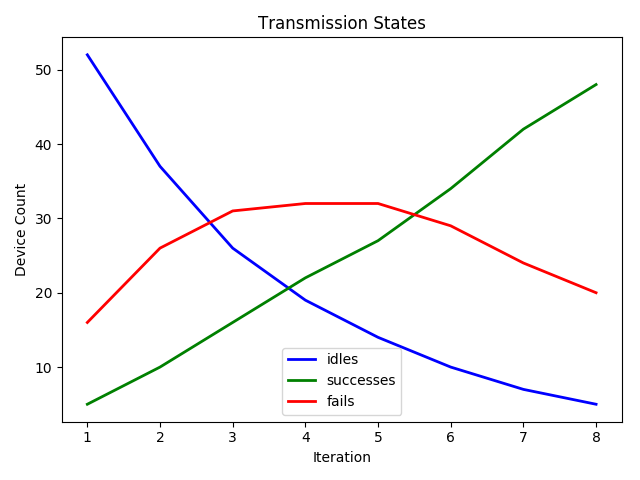 Transmission States
Device Count
50
40
30
20
10
idles
successes
fails
1 2 3 4 5 6 7 8
Iteration